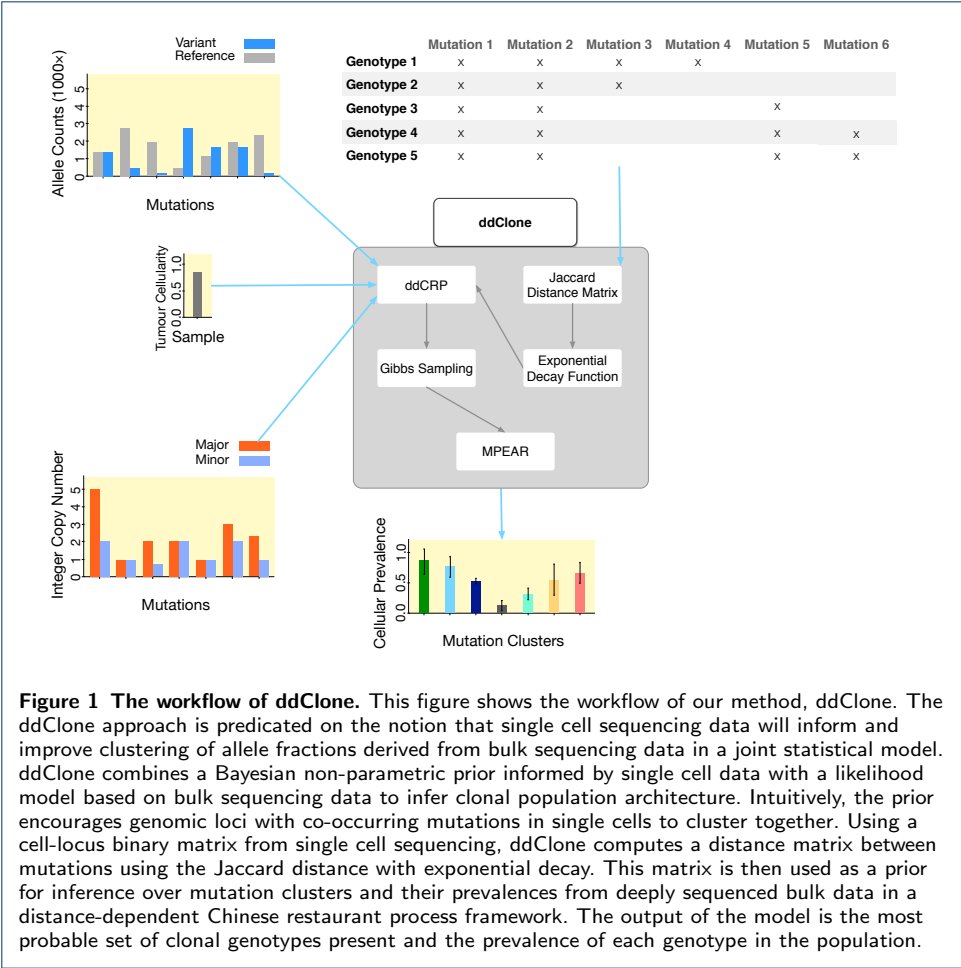 Variant
Reference
Allele Counts (1000×)
0 1 2 3 4 5
Mutations
Mutation 1 Mutation 2 Mutation 3 Mutation 4 Mutation 5 Mutation 6
Genotype 1 x x x x
Genotype 2 x x x
Genotype 3 x x x
Genotype 4 x x x x
Genotype 5 x x x x
ddClone
ddCRP
Jaccard
Distance Matrix
Gibbs Sampling
Exponential
Decay Function
MPEAR
Tumour Cellularity
0.0 0.5 1.0
Sample
Major
Minor
Integer Copy Number
0 1 2 3 4 5
Mutations
Cellular Prevalence
0.0 0.5 1.0
Mutation Clusters
Figure 1 The workflow of ddClone. This figure shows the workflow of our method, ddClone. The
ddClone approach is predicated on the notion that single cell sequencing data will inform and
improve clustering of allele fractions derived from bulk sequencing data in a joint statistical model.
ddClone combines a Bayesian non-parametric prior informed by single cell data with a likelihood
model based on bulk sequencing data to infer clonal population architecture. Intuitively, the prior
encourages genomic loci with co-occurring mutations in single cells to cluster together. Using a
cell-locus binary matrix from single cell sequencing, ddClone computes a distance matrix between
mutations using the Jaccard distance with exponential decay. This matrix is then used as a prior
for inference over mutation clusters and their prevalences from deeply sequenced bulk data in a
distance-dependent Chinese restaurant process framework. The output of the model is the most
probable set of clonal genotypes present and the prevalence of each genotype in the population.